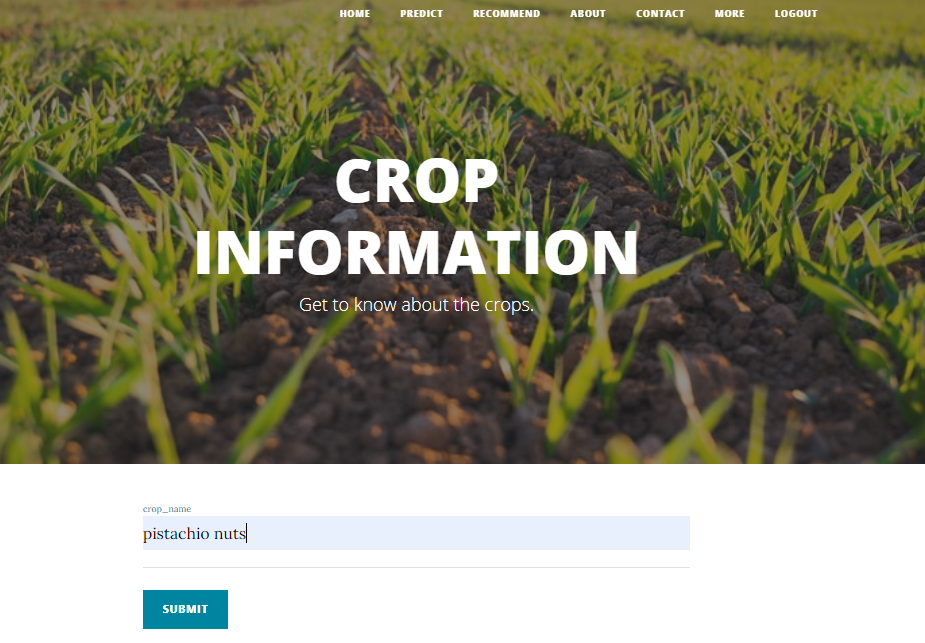 HOME PREDICT RECOMMEND ABOUT CONTACT MORE LOGOUT
CROP
INFORMATION
Get to know about the crops.
crop_name
pistachio nuts
SUBMIT